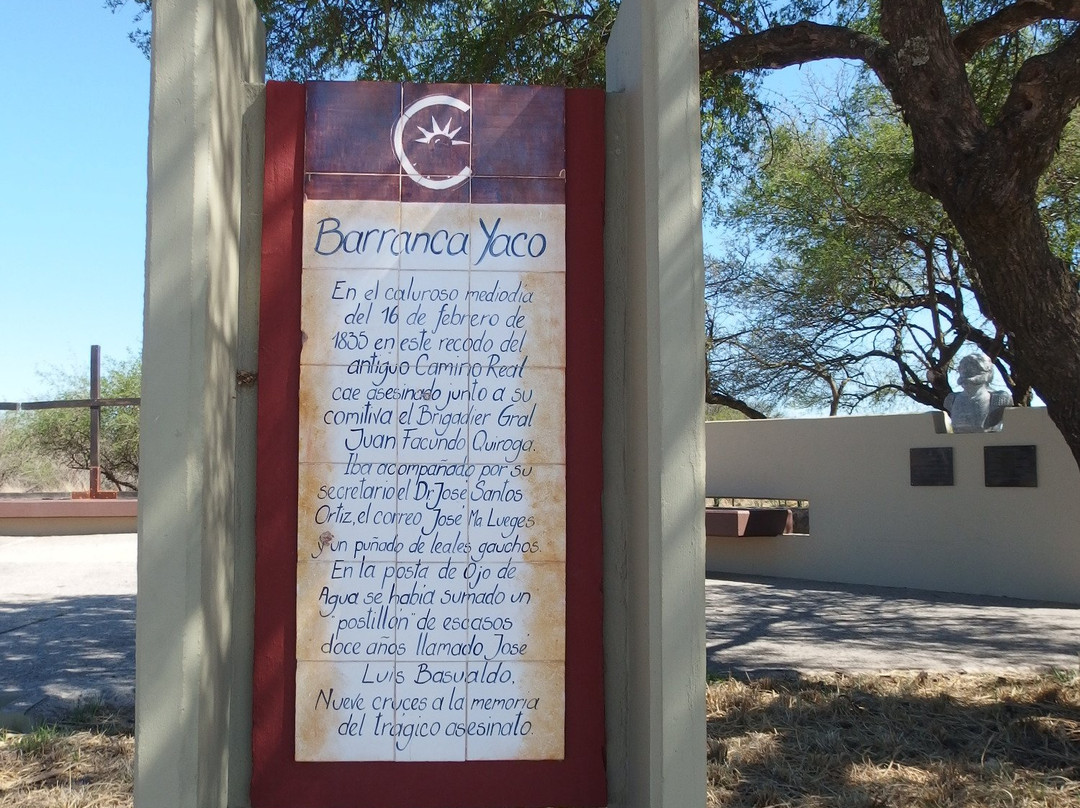 Barranca Yaco
En el caluroso mediodia
del 16 de febrero de
1835 en este recodo del
antiguo Camino Real
cae asesinado junto a su
comitiva el Brigadier Gral
Juan Facundo Quiroga.
Iba acompañado por su
secretario el Dr José Santos
Ortiz, el correo José Ma Lueges
y un puñado de leales gauchos.
En la posta de Ojo de
Agua se habia sumado un
"postillón" de escasos
doce años llamado José
Luis Basualdo.
Nueve cruces a la memoria
del trágico asesinato.